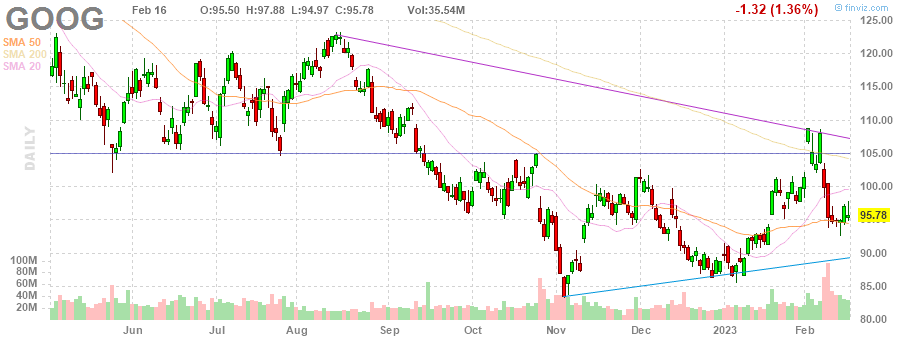 GOOG Feb 16 O:95.50 H:97.88 L:94.97 C:95.78 Vol:35.54M -1.32 (1.36%) © finviz.com
SMA 50
SMA 200
SMA 20
DAILY
125.00
120.00
115.00
110.00
105.00
100.00
95.78
90.00
85.00
80.00
100M
80M
60M
40M
20M
Jun Jul Aug Sep Oct Nov Dec 2023 Feb